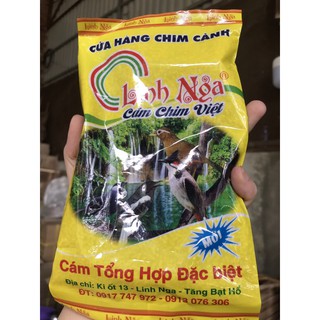 CỬA HÀNG CHIM CẢNH
Linh Nga®
Cám Chim Việt
MỚI
Cám Tổng Hợp Đặc biệt
Địa chỉ: Ki ốt 13 - Linh Nga - Tăng Bạt Hổ
ĐT: 0917 747 972 - 0913 076 306